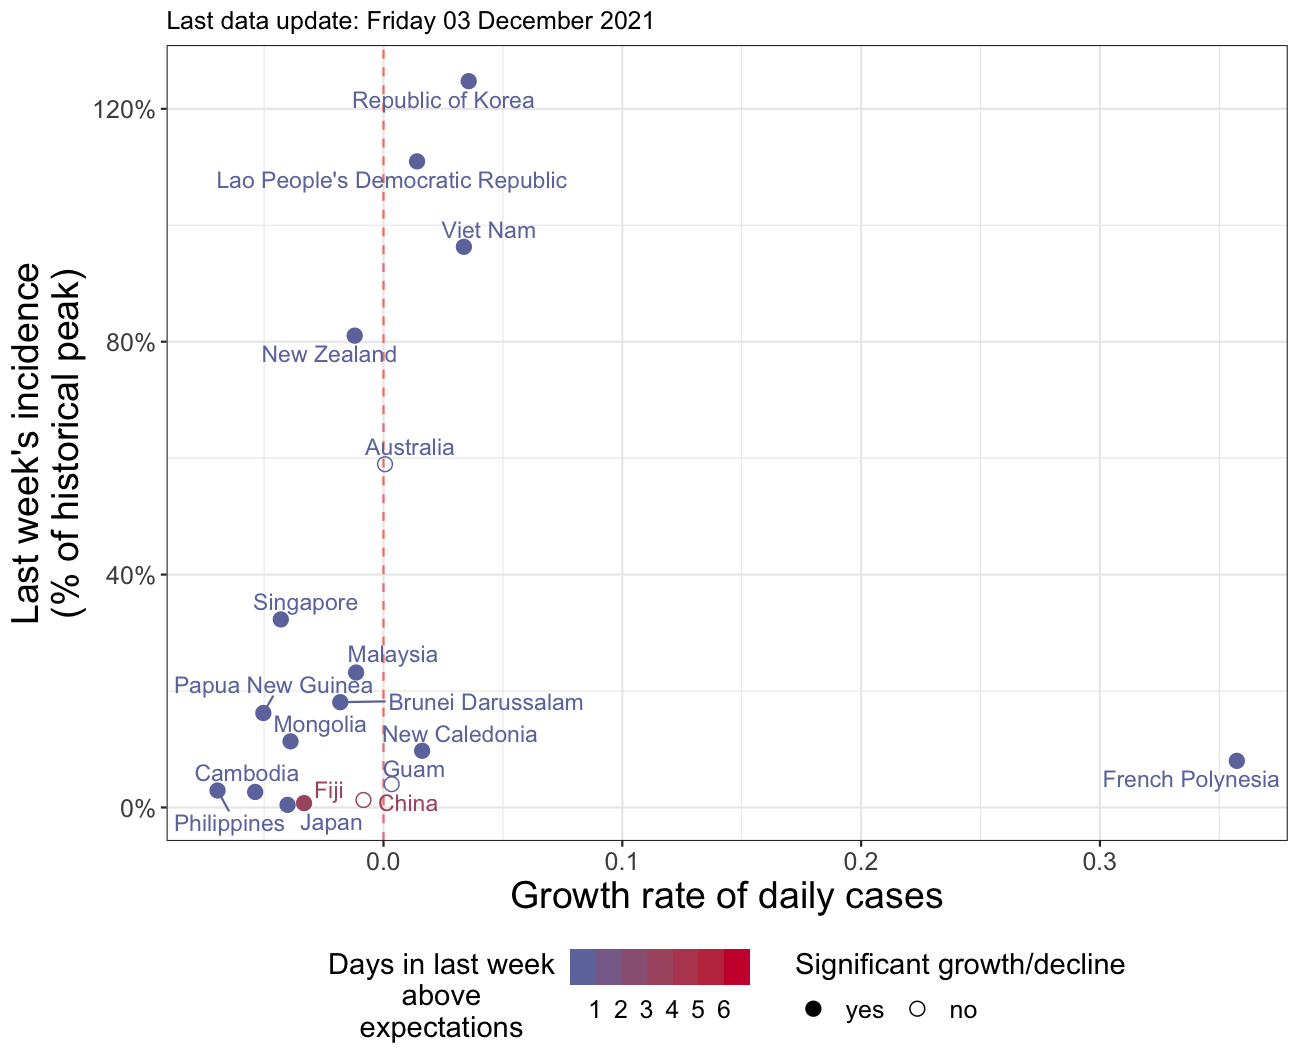 Last data update: Friday 03 December 2021
Last week's incidence
(% of historical peak)
120%
80%
40%
0%
Republic of Korea
Lao People's Democratic Republic
Viet Nam
New Zealand
Australia
Singapore
Malaysia
Papua New Guinea
Brunei Darussalam
Mongolia
New Caledonia
Guam
Cambodia
French Polynesia
Fiji
China
Philippines
Japan
0.0 0.1 0.2 0.3
Growth rate of daily cases
Days in last week
above
expectations
1 2 3 4 5 6
Significant growth/decline
yes no